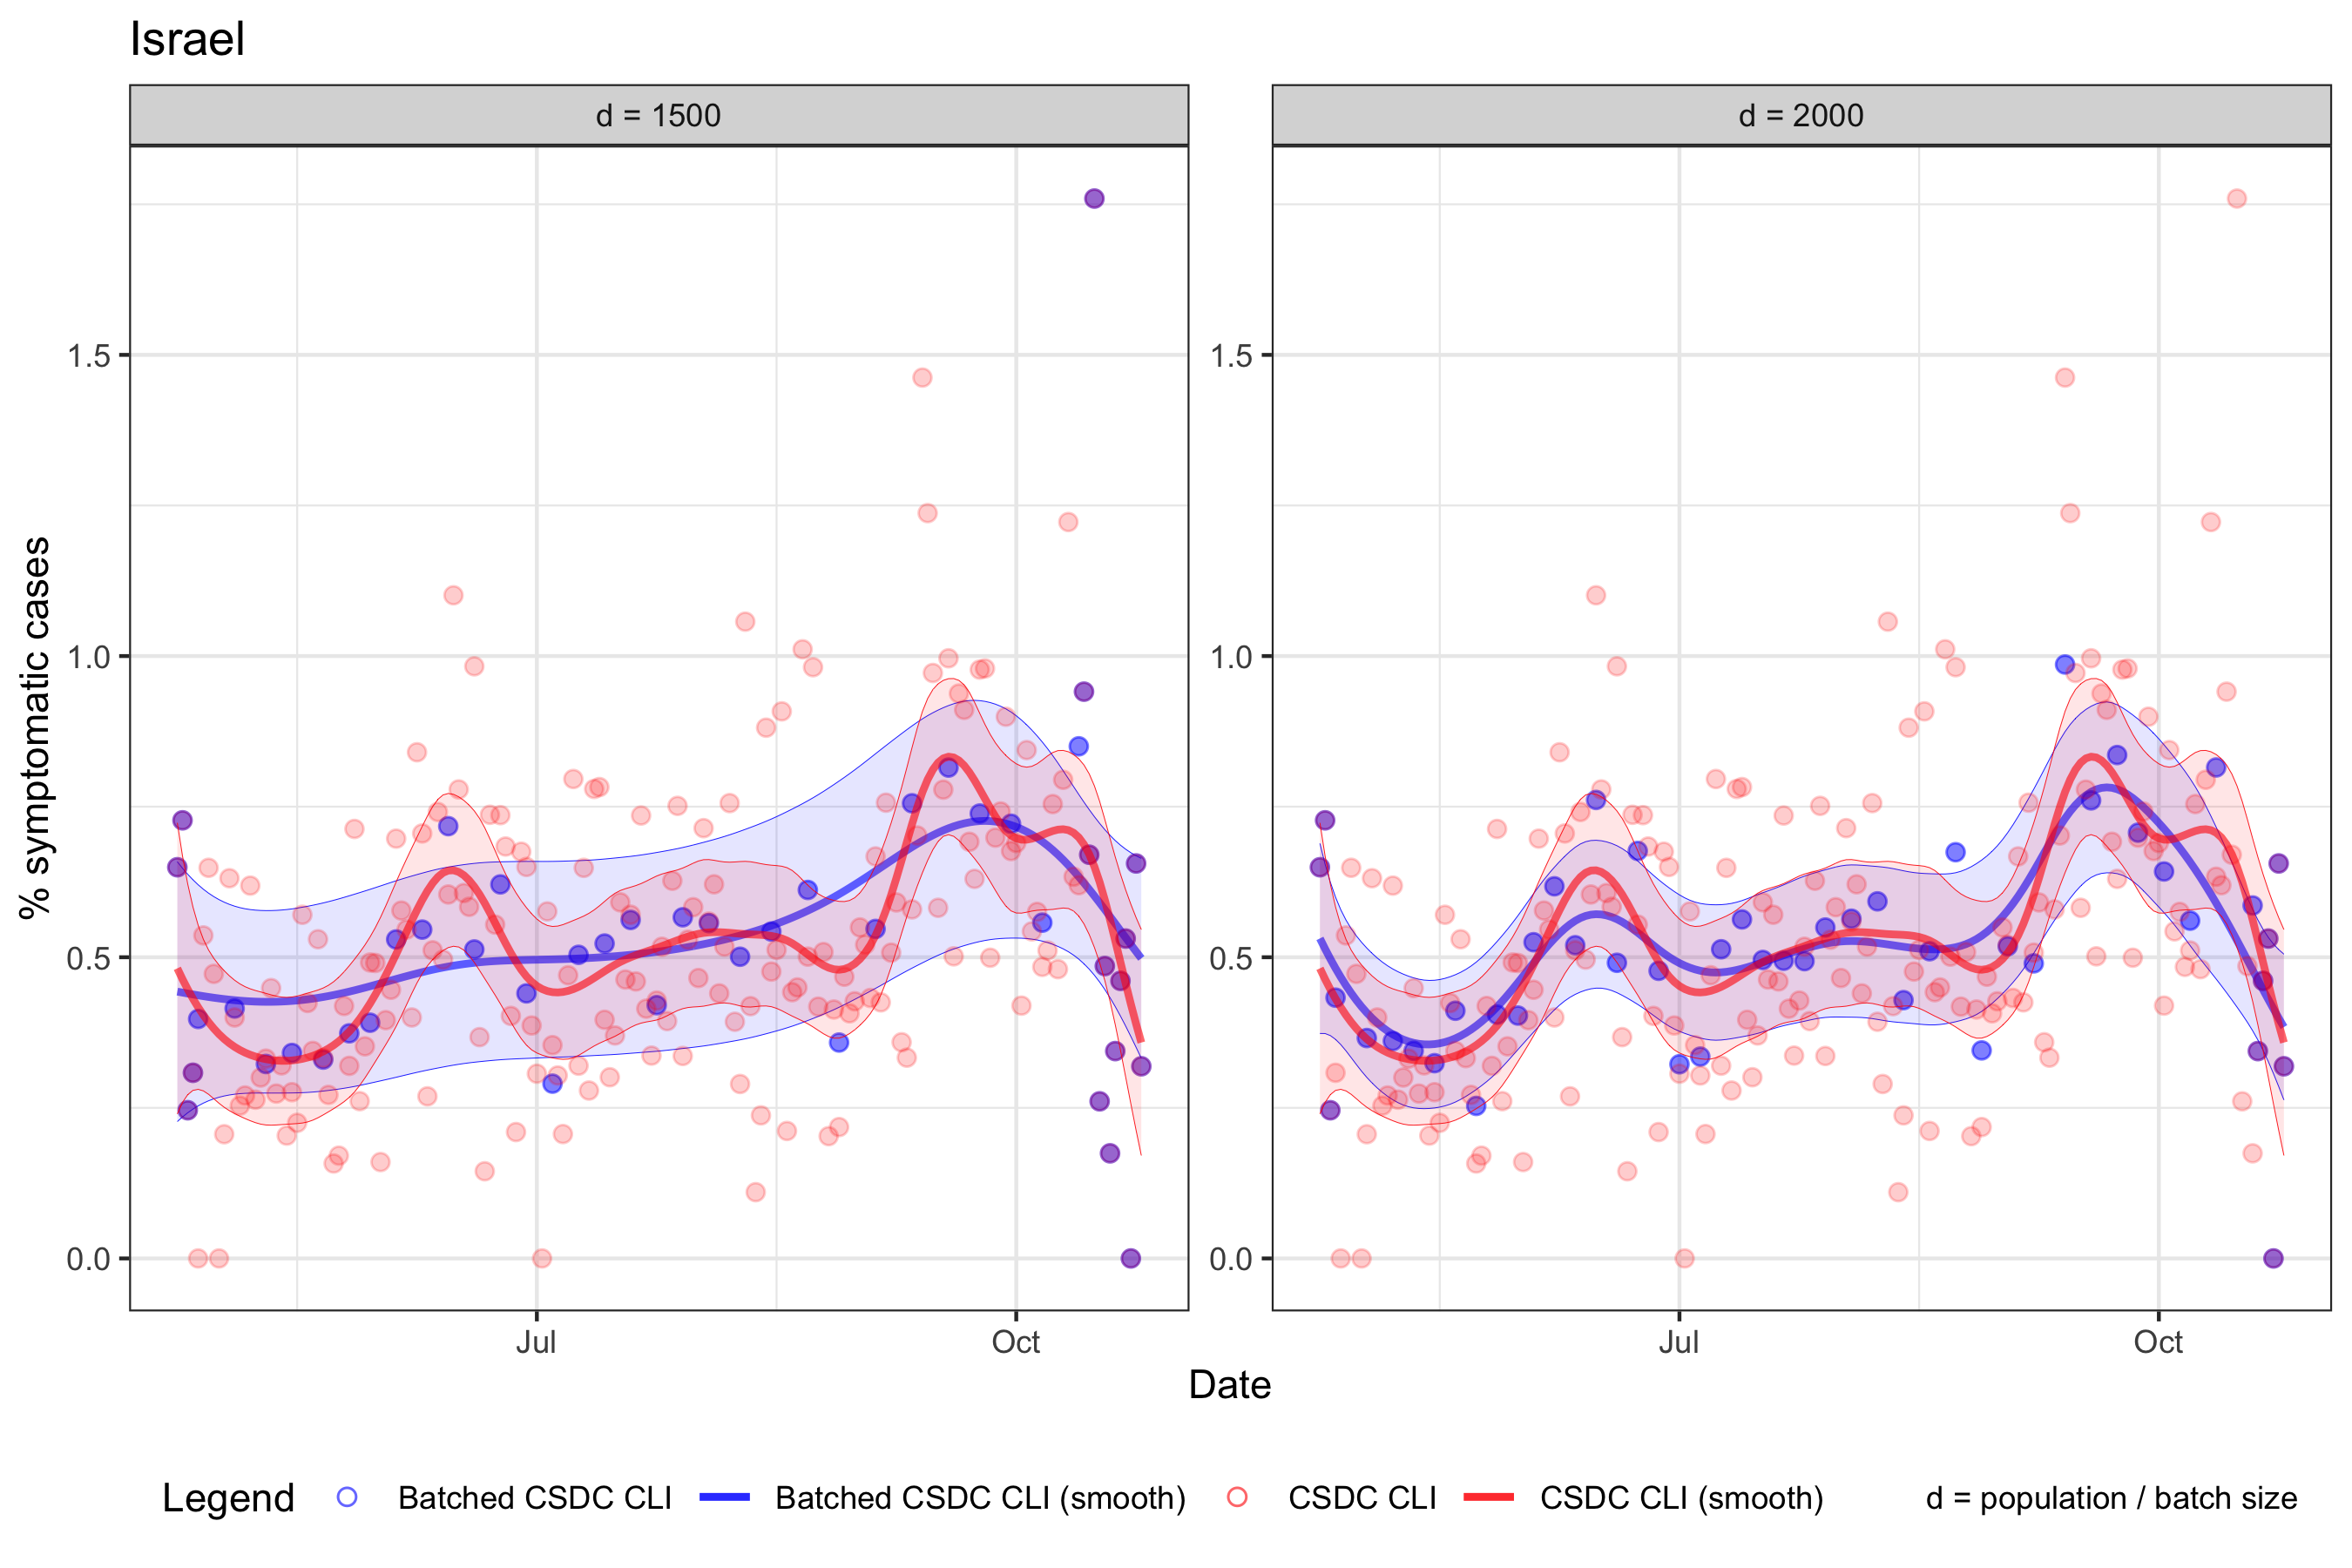 Israel
d = 1500
d = 2000
% symptomatic cases
1.5
1.0
0.5
0.0
1.5
1.0
0.5
0.0
Jul
Oct
Jul
Oct
Date
Legend Batched CSDC CLI Batched CSDC CLI (smooth) CSDC CLI CSDC CLI (smooth) d = population / batch size